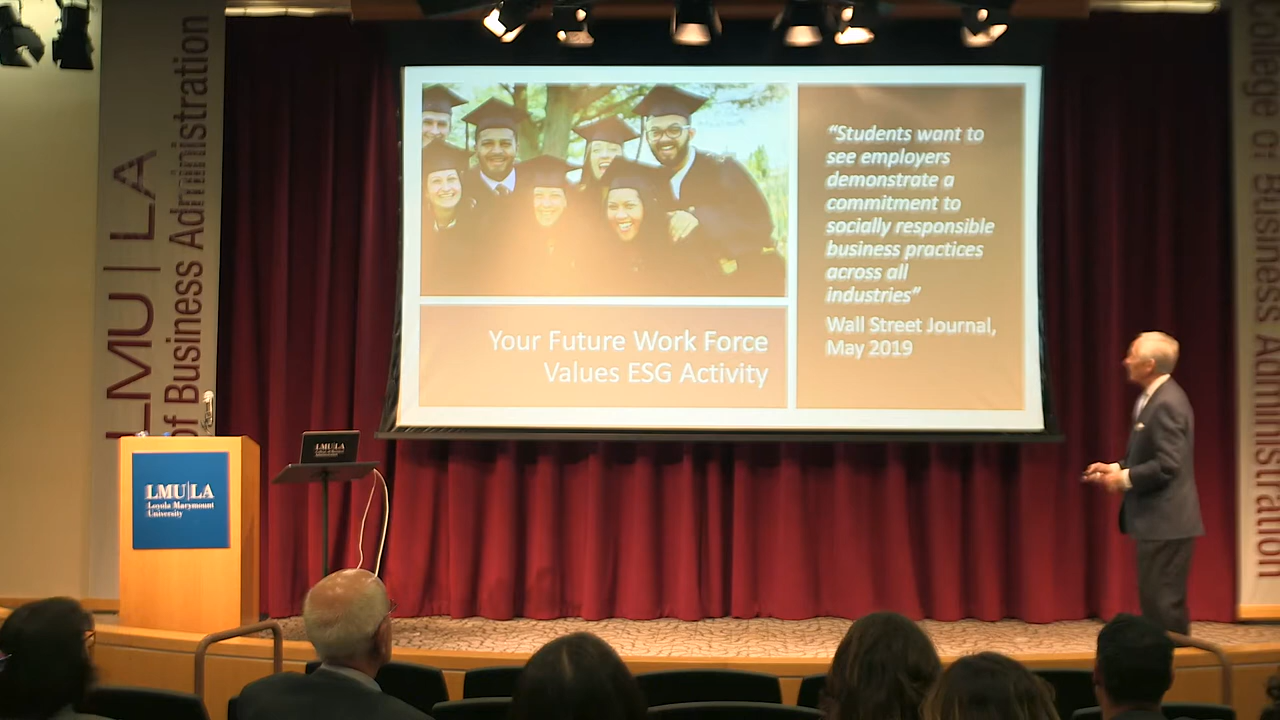 LMU|LA
of Business Administration
"Students want to
see employers
demonstrate a
commitment to
socially responsible
business practices
across all
industries"
Wall Street Journal,
May 2019
Your Future Work Force
Values ESG Activity
LMU|LA
LMU|LA
Loyola Marymount
University
College of Business Administration